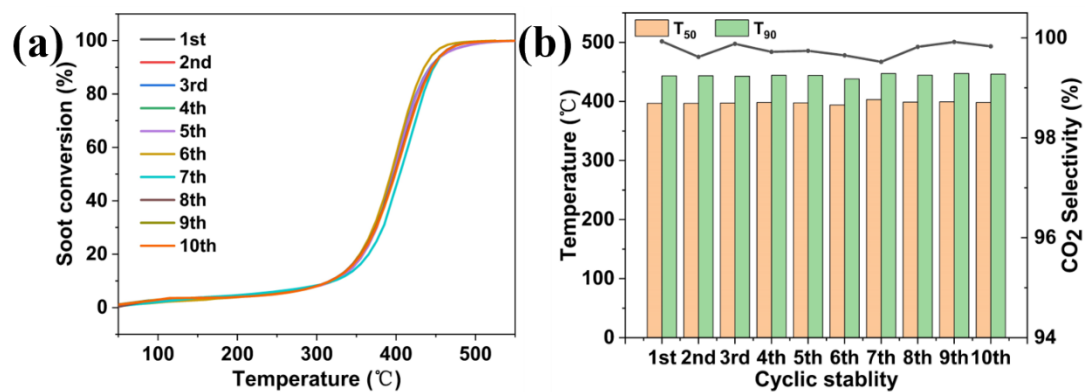 (a)
Soot conversion (%)
100
80
60
40
20
0
1st
2nd
3rd
4th
5th
6th
7th
8th
9th
10th
100 200 300 400 500
Temperature (℃)
(b)
T50 T90
Temperature (℃)
500
400
300
200
100
0
100
98
96
94
CO2 Selectivity (%)
1st 2nd 3rd 4th 5th 6th 7th 8th 9th 10th
Cyclic stablity